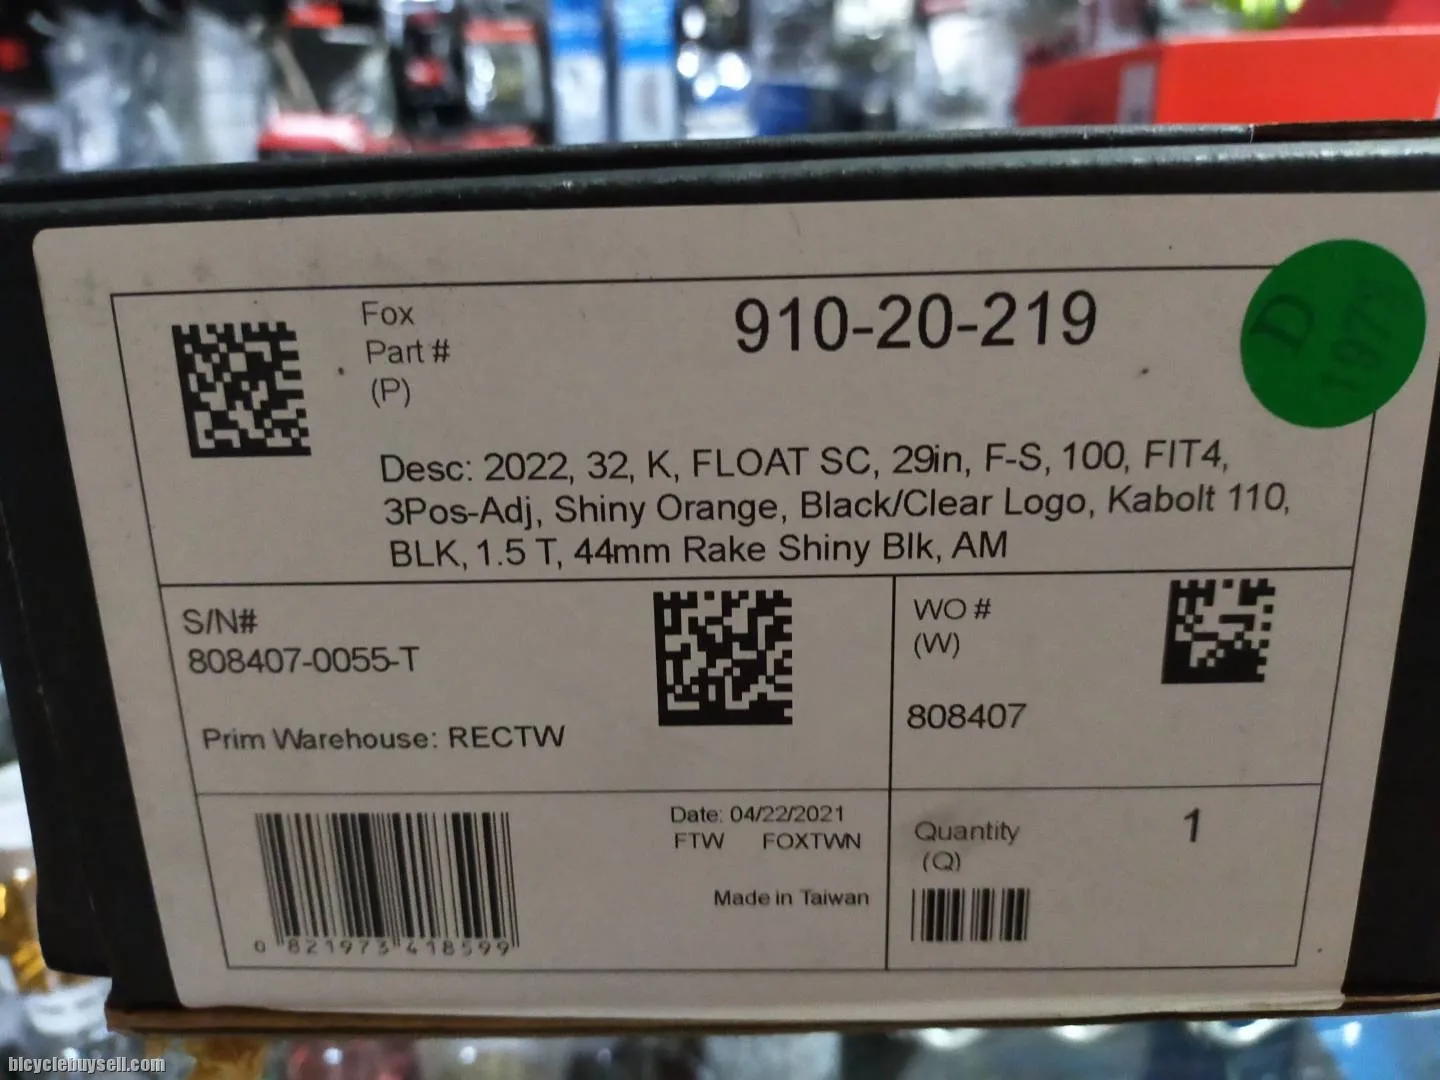 Fox
Part #
(P)
910-20-219
D
1973
Desc: 2022, 32, K, FLOAT SC, 29in, F-S, 100, FIT4,
3Pos-Adj, Shiny Orange, Black/Clear Logo, Kabolt 110,
BLK, 1.5 T, 44mm Rake Shiny Blk, AM
S/N#
808407-0055-T
Prim Warehouse: RECTW
WO #
(W)
808407
0 821973 418599
Date: 04/22/2021
FTW FOXTWN
Made in Taiwan
Quantity
(Q)
1
bicyclebuysell.com